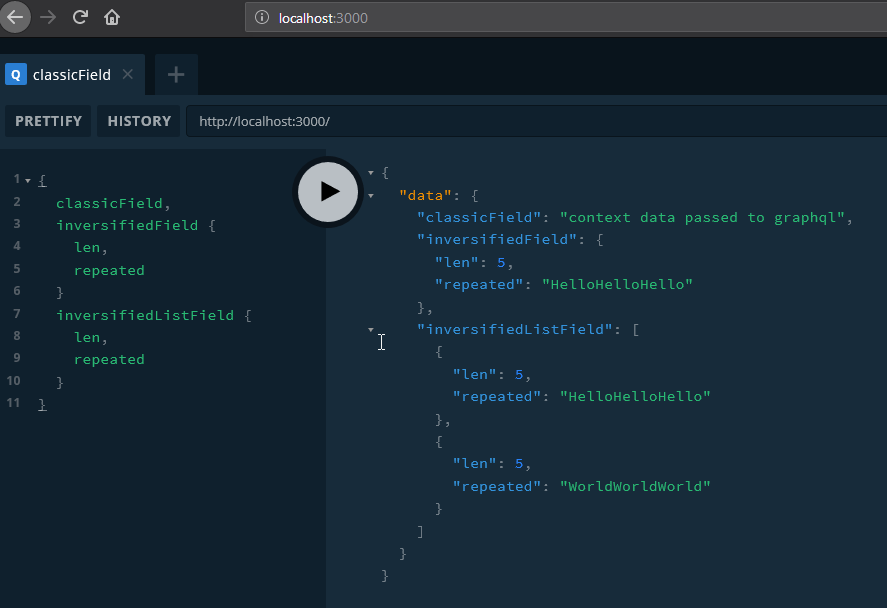 localhost:3000
Q classicField
PRETTIFY HISTORY http://localhost:3000/
1 {
2 classicField,
3 inversifiedField {
4 len,
5 repeated
6 }
7 inversifiedListField {
8 len,
9 repeated
10 }
11 }
{
"data": {
"classicField": "context data passed to graphql",
"inversifiedField": {
"len": 5,
"repeated": "HelloHelloHello"
},
"inversifiedListField": [
{
"len": 5,
"repeated": "HelloHelloHello"
},
{
"len": 5,
"repeated": "WorldWorldWorld"
}
]
}
}